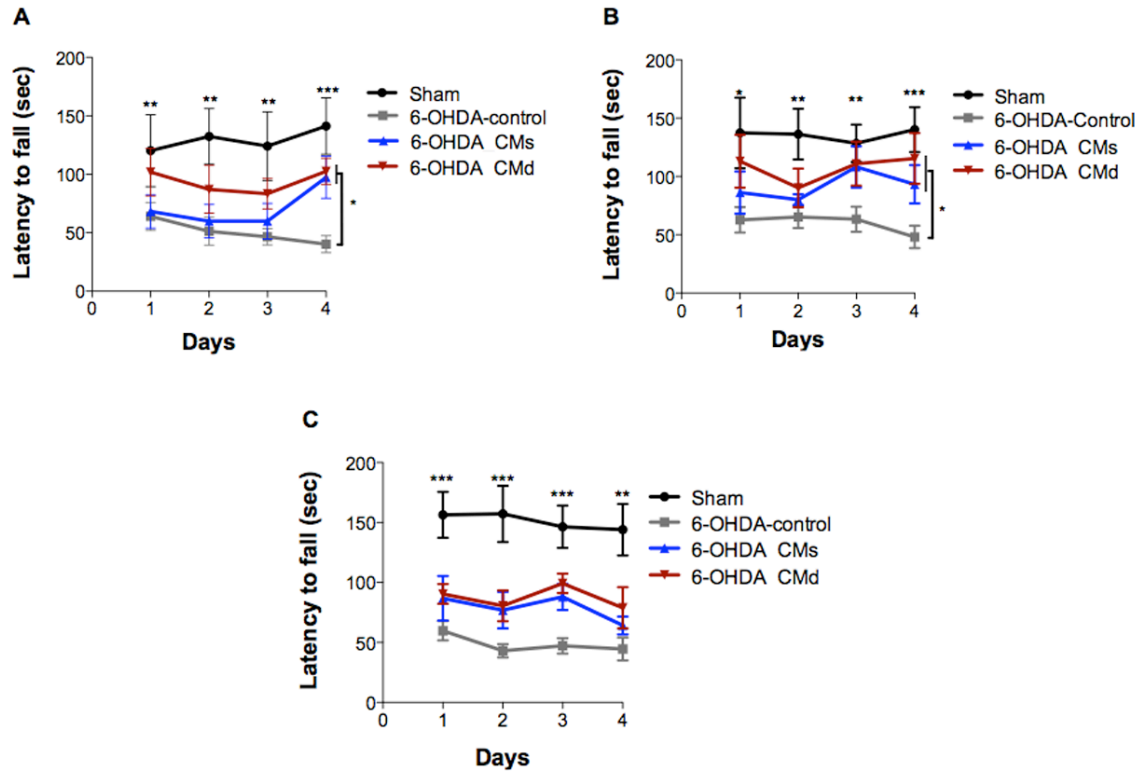 A
Latency to fall (sec)
200
150
100
50
0
0 1 2 3 4
Days
** ** ** ***
*
Sham
6-OHDA-control
6-OHDA CMs
6-OHDA CMd
B
Latency to fall (sec)
200
150
100
50
0
0 1 2 3 4
Days
* ** ** ***
*
Sham
6-OHDA-Control
6-OHDA CMs
6-OHDA CMd
C
Latency to fall (sec)
200
150
100
50
0
0 1 2 3 4
Days
*** *** *** **
Sham
6-OHDA-control
6-OHDA CMs
6-OHDA CMd